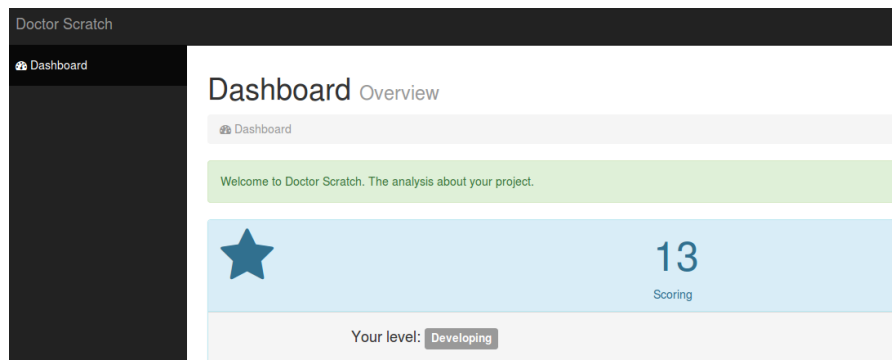 Doctor Scratch
Dashboard
Dashboard Overview
Dashboard
Welcome to Doctor Scratch. The analysis about your project.
13
Scoring
Your level: Developing